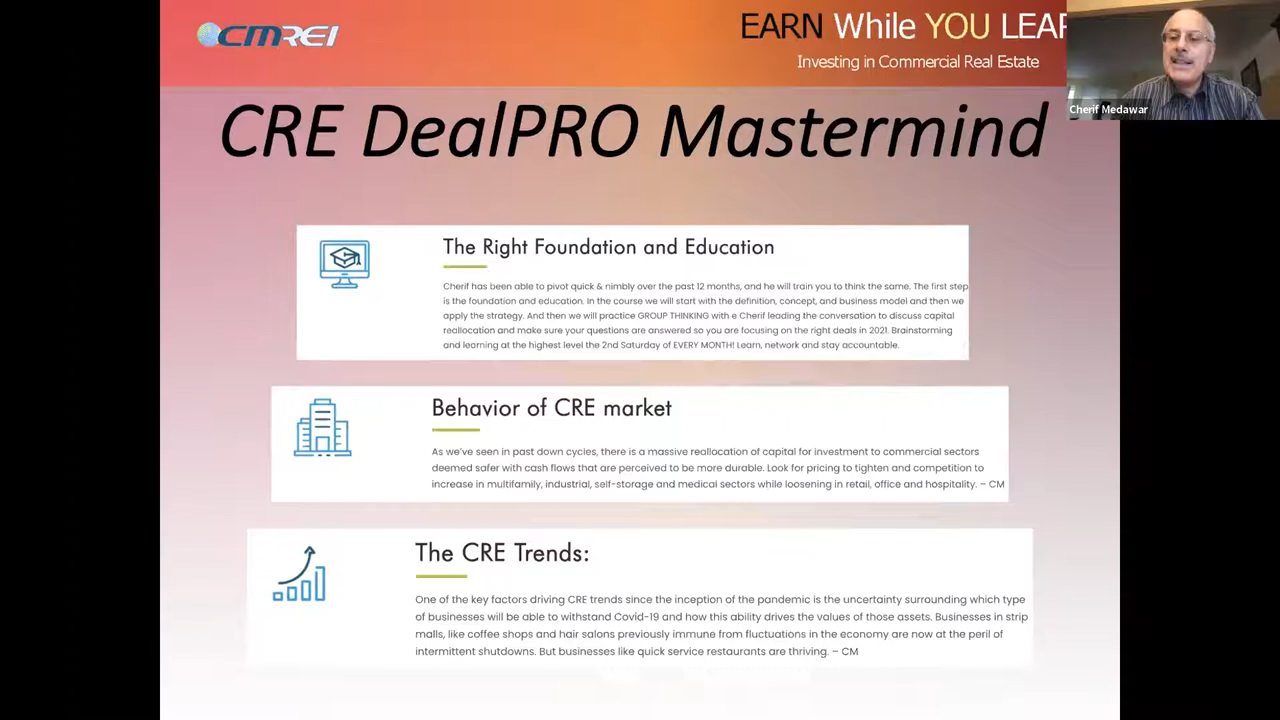 CMREI
EARN While YOU LEAR
Investing in Commercial Real Estate
Cherif Medawar
CRE DealPRO Mastermind
The Right Foundation and Education
Cherif has been able to pivot quick & nimbly over the past 12 months, and he will train you to think the same. The first step
is the foundation and education. In the course we will start with the definition, concept, and business model and then we
apply the strategy. And then we will practice GROUP THINKING with e Cherif leading the conversation to discuss capital
reallocation and make sure your questions are answered so you are focusing on the right deals in 2021. Brainstorming
and learning at the highest level the 2nd Saturday of EVERY MONTH! Learn, network and stay accountable.
Behavior of CRE market
As we've seen in past down cycles, there is a massive reallocation of capital for investment to commercial sectors
deemed safer with cash flows that are perceived to be more durable. Look for pricing to tighten and competition to
increase in multifamily, industrial, self-storage and medical sectors while loosening in retail, office and hospitality. – CM
The CRE Trends:
One of the key factors driving CRE trends since the inception of the pandemic is the uncertainty surrounding which type
of businesses will be able to withstand Covid-19 and how this ability drives the values of those assets. Businesses in strip
malls, like coffee shops and hair salons previously immune from fluctuations in the economy are now at the peril of
intermittent shutdowns. But businesses like quick service restaurants are thriving. – CM